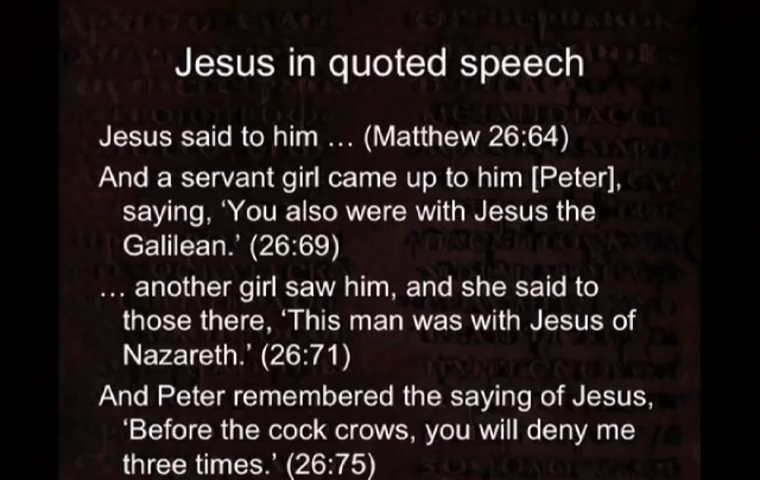 Jesus in quoted speech
Jesus said to him … (Matthew 26:64)
And a servant girl came up to him [Peter],
saying, ‘You also were with Jesus the
Galilean.’ (26:69)
… another girl saw him, and she said to
those there, ‘This man was with Jesus of
Nazareth.’ (26:71)
And Peter remembered the saying of Jesus,
‘Before the cock crows, you will deny me
three times.’ (26:75)